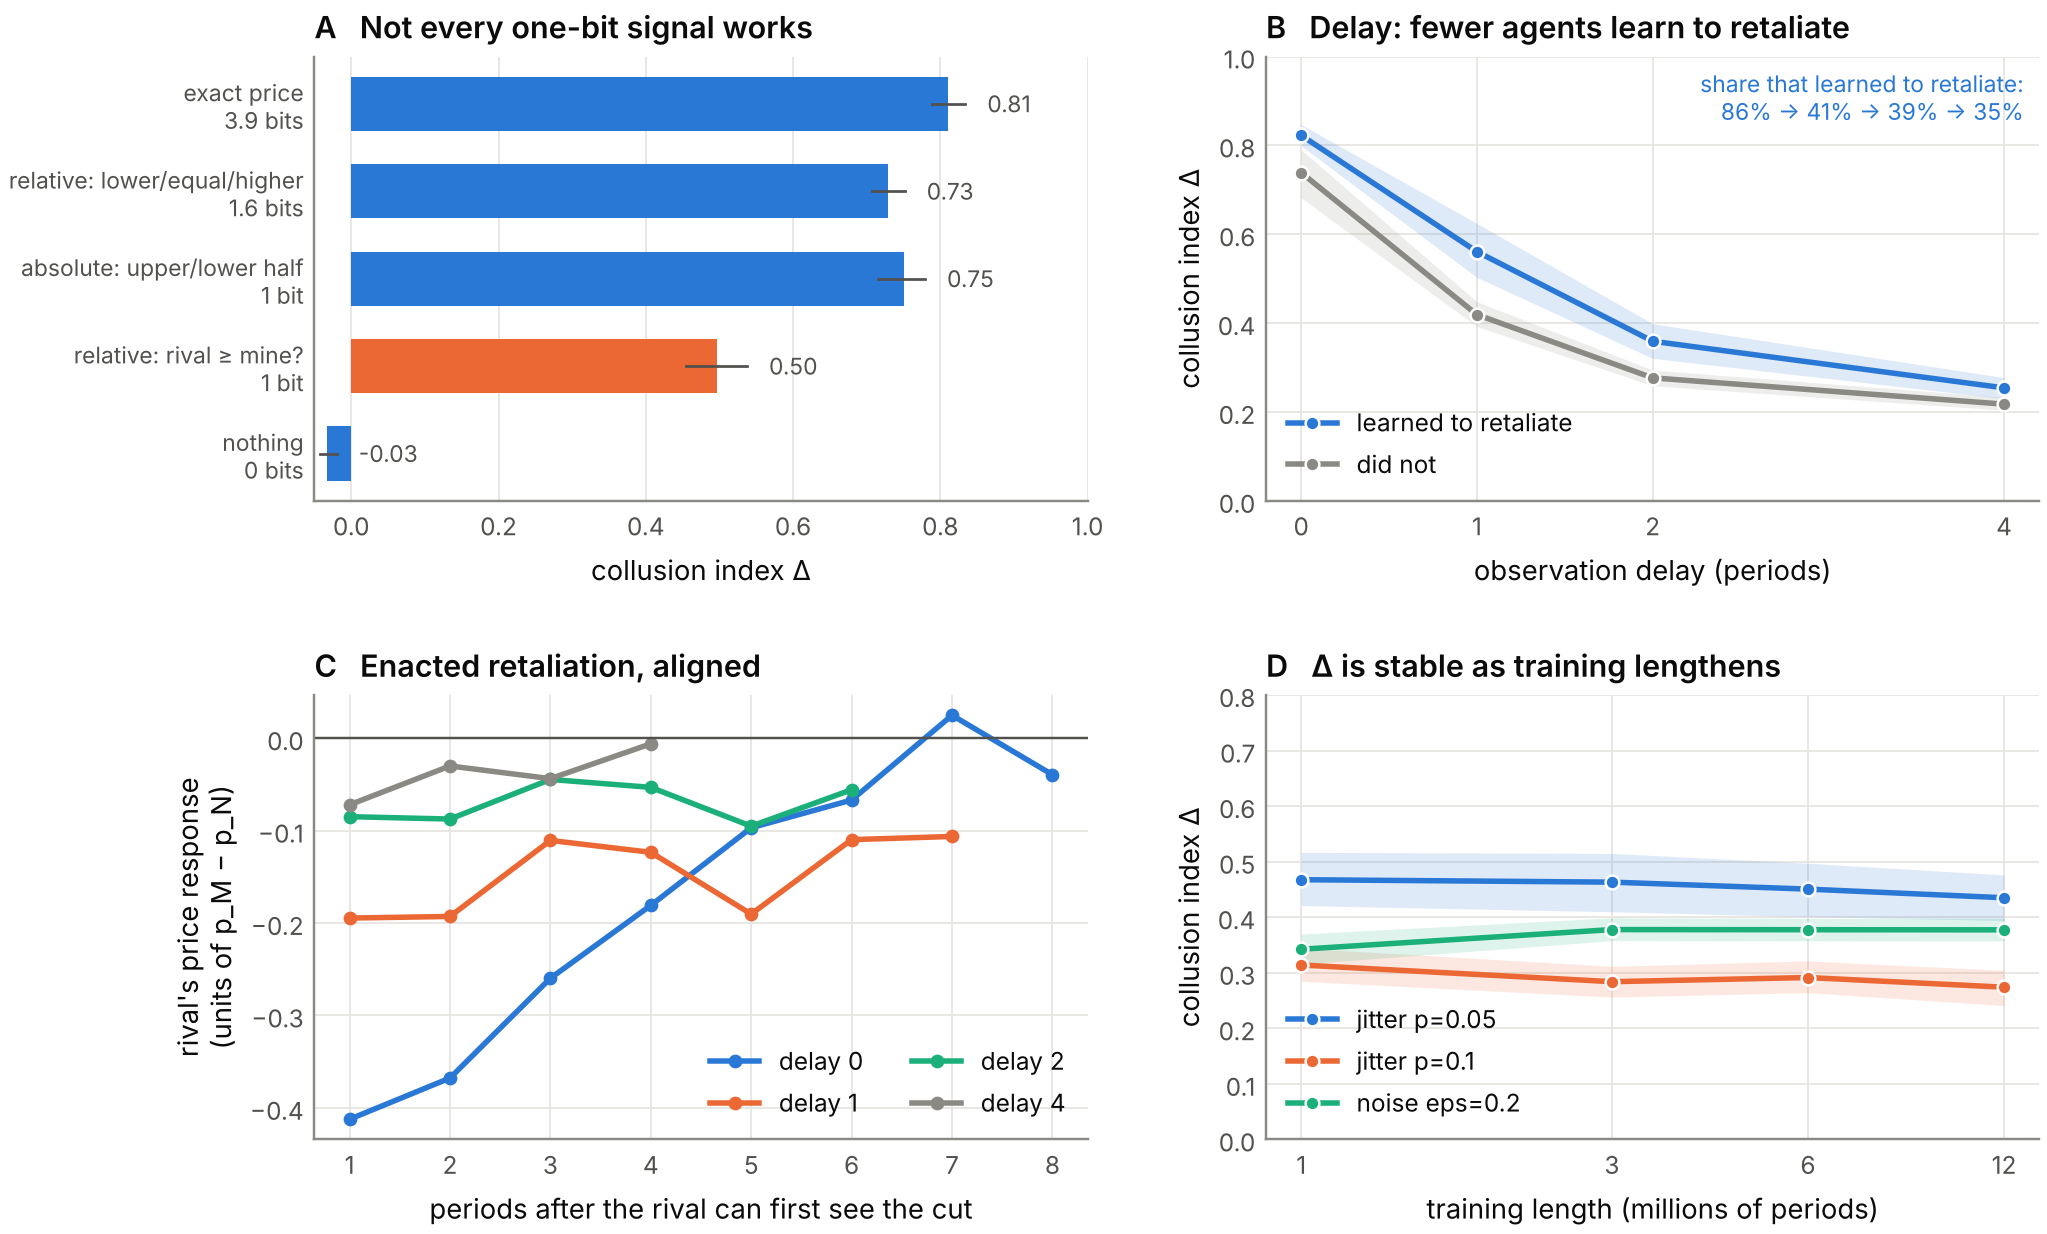 A Not every one-bit signal works
exact price
3.9 bits
0.81
relative: lower/equal/higher
1.6 bits
0.73
absolute: upper/lower half
1 bit
0.75
relative: rival ≥ mine?
1 bit
0.50
nothing
0 bits
-0.03
0.0 0.2 0.4 0.6 0.8 1.0
collusion index Δ
B Delay: fewer agents learn to retaliate
1.0
0.8
0.6
0.4
0.2
0.0
collusion index Δ
share that learned to retaliate:
86% → 41% → 39% → 35%
learned to retaliate
did not
0 1 2 4
observation delay (periods)
C Enacted retaliation, aligned
0.0
−0.1
−0.2
−0.3
−0.4
rival's price response
(units of p_M − p_N)
delay 0
delay 1
delay 2
delay 4
1 2 3 4 5 6 7 8
periods after the rival can first see the cut
D Δ is stable as training lengthens
0.8
0.7
0.6
0.5
0.4
0.3
0.2
0.1
0.0
collusion index Δ
jitter p=0.05
jitter p=0.1
noise eps=0.2
1 3 6 12
training length (millions of periods)